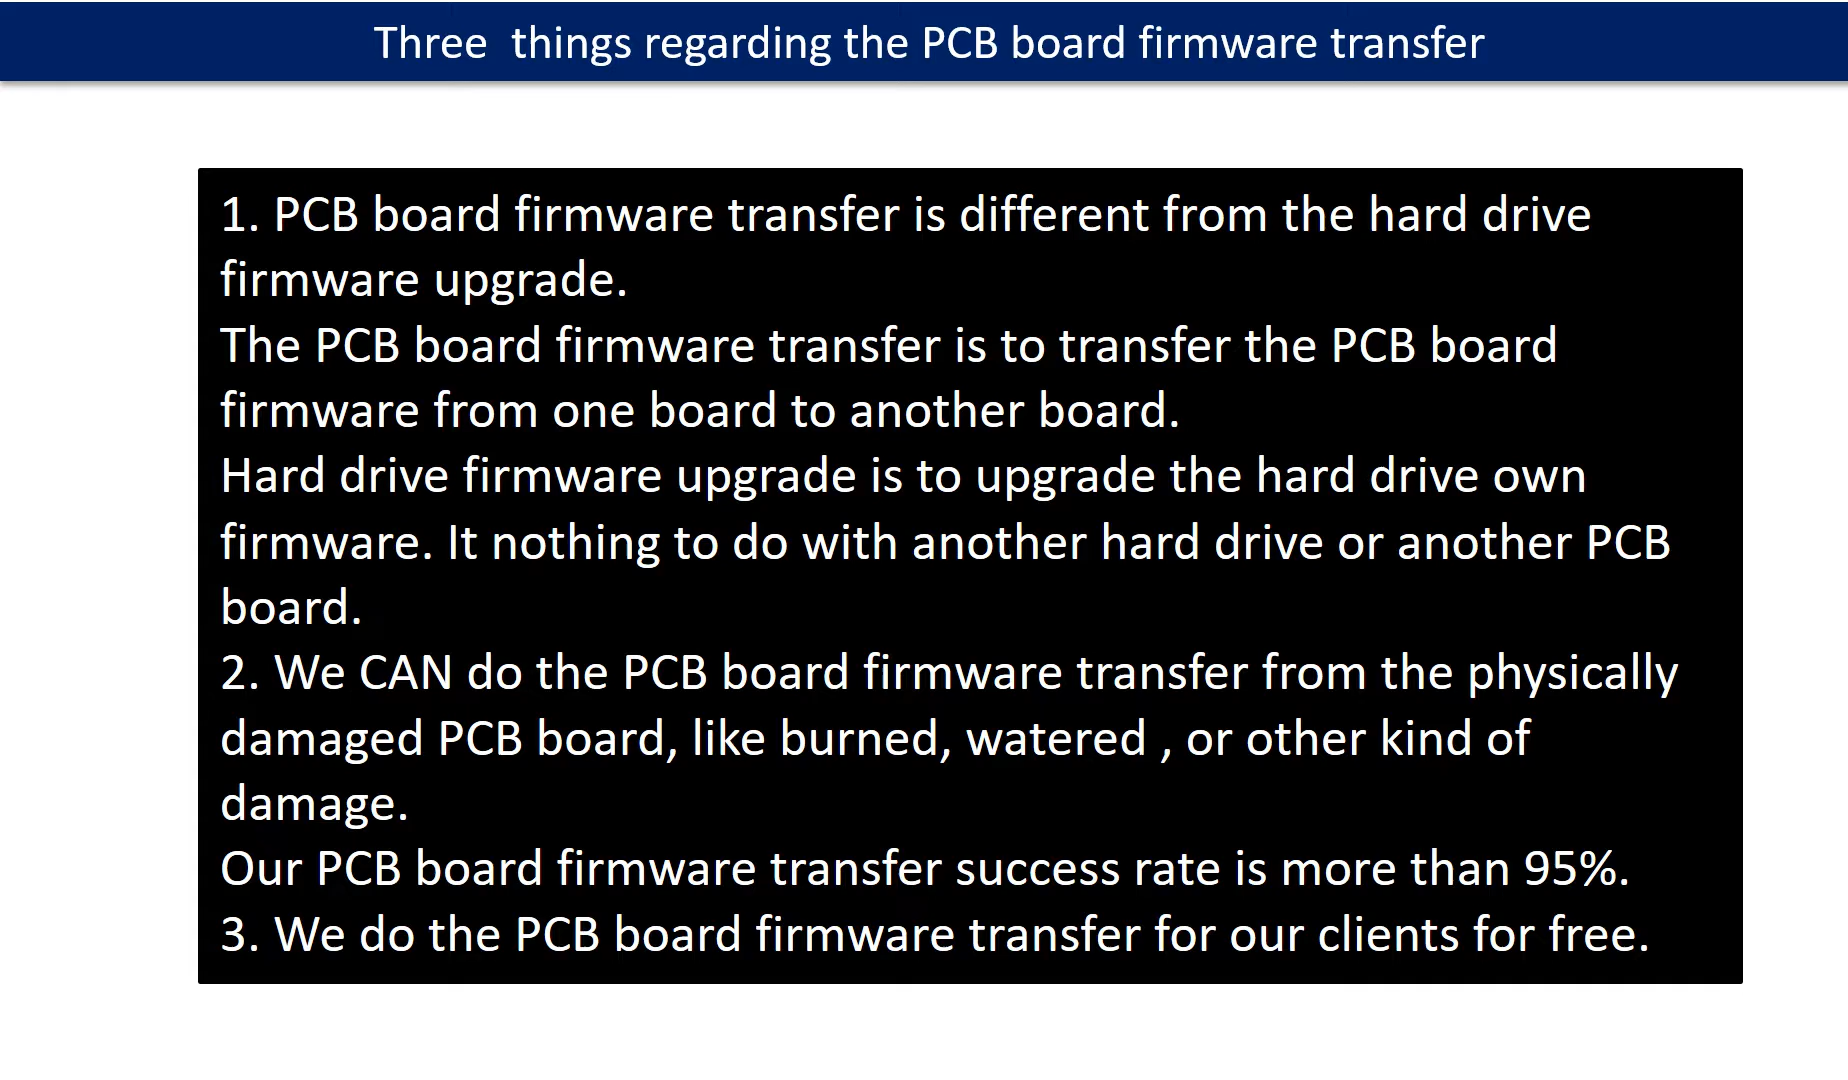 Three  things regarding the PCB board firmware transfer
1. PCB board firmware transfer is different from the hard drive
firmware upgrade.
The PCB board firmware transfer is to transfer the PCB board
firmware from one board to another board.
Hard drive firmware upgrade is to upgrade the hard drive own
firmware. It nothing to do with another hard drive or another PCB
board.
2. We CAN do the PCB board firmware transfer from the physically
damaged PCB board, like burned, watered , or other kind of
damage.
Our PCB board firmware transfer success rate is more than 95%.
3. We do the PCB board firmware transfer for our clients for free.